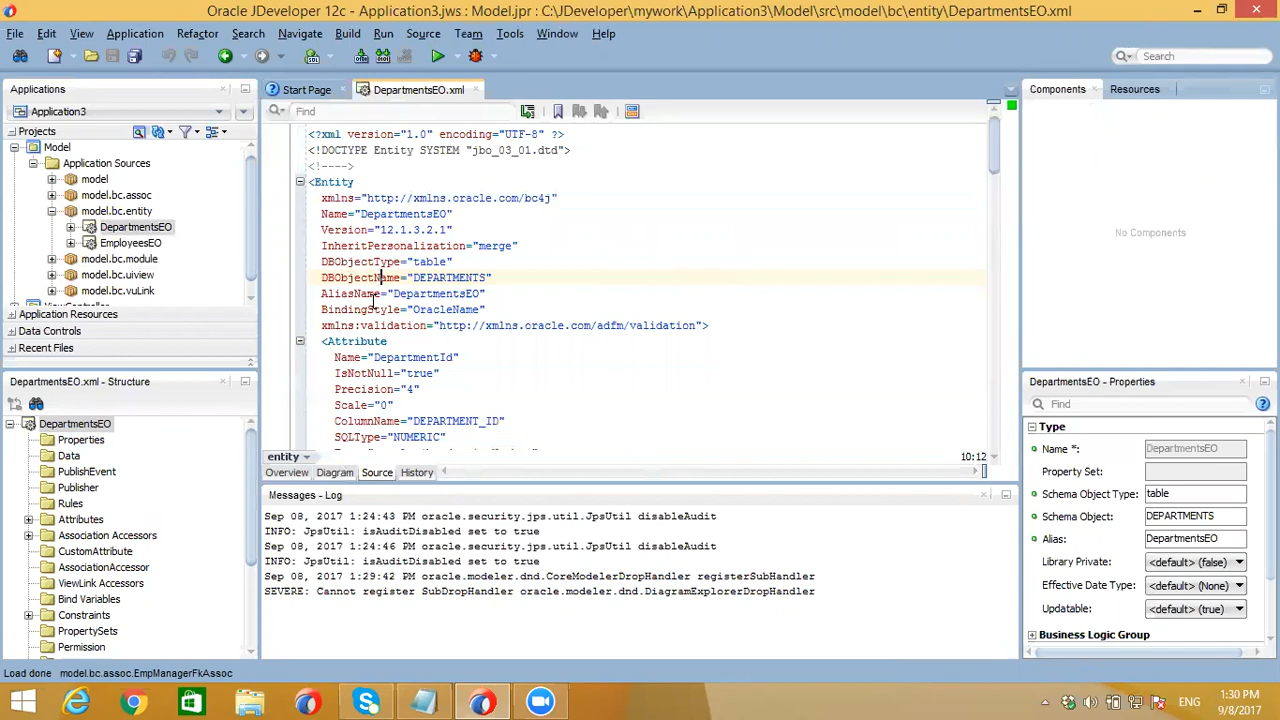 Oracle JDeveloper 12c - Application3.jws : Model.jpr : C:\JDeveloper\mywork\Application3\Model\src\model\bc\entity\DepartmentsEO.xml
File Edit View Application Refactor Search Navigate Build Run Source Team Tools Window Help
Search
Applications
Application3
Projects
Model
Application Sources
model
model.bc.assoc
model.bc.entity
DepartmentsEO
EmployeesEO
model.bc.module
model.bc.uiview
model.bc.vuLink
Application Resources
Data Controls
Recent Files
DepartmentsEO.xml - Structure
DepartmentsEO
Properties
Data
PublishEvent
Publisher
Rules
Attributes
Association Accessors
CustomAttribute
AssociationAccessor
ViewLink Accessors
Bind Variables
Constraints
PropertySets
Permission
Start Page
DepartmentsEO.xml
Find
<?xml version="1.0" encoding="UTF-8" ?>
<!DOCTYPE Entity SYSTEM "jbo_03_01.dtd">
<!---->
<Entity
xmlns="http://xmlns.oracle.com/bc4j"
Name="DepartmentsEO"
Version="12.1.3.2.1"
InheritPersonalization="merge"
DBObjectType="table"
DBObjectName="DEPARTMENTS"
AliasName="DepartmentsEO"
BindingStyle="OracleName"
xmlns:validation="http://xmlns.oracle.com/adfm/validation">
<Attribute
Name="DepartmentId"
IsNotNull="true"
Precision="4"
Scale="0"
ColumnName="DEPARTMENT_ID"
SQLType="NUMERIC"
entity
10:12
Overview Diagram Source History
Messages - Log
Sep 08, 2017 1:24:43 PM oracle.security.jps.util.JpsUtil disableAudit
INFO: JpsUtil: isAuditDisabled set to true
Sep 08, 2017 1:24:46 PM oracle.security.jps.util.JpsUtil disableAudit
INFO: JpsUtil: isAuditDisabled set to true
Sep 08, 2017 1:29:42 PM oracle.modeler.dnd.CoreModelerDropHandler registerSubHandler
SEVERE: Cannot register SubDropHandler oracle.modeler.dnd.DiagramExplorerDropHandler
Components
Resources
No Components
DepartmentsEO - Properties
Find
Type
Name *: DepartmentsEO
Property Set:
Schema Object Type: table
Schema Object: DEPARTMENTS
Alias: DepartmentsEO
Library Private: <default> (false)
Effective Date Type: <default> (None)
Updatable: <default> (true)
Business Logic Group
Load done model.bc.assoc.EmpManagerFkAssoc
ENG
1:30 PM
9/8/2017